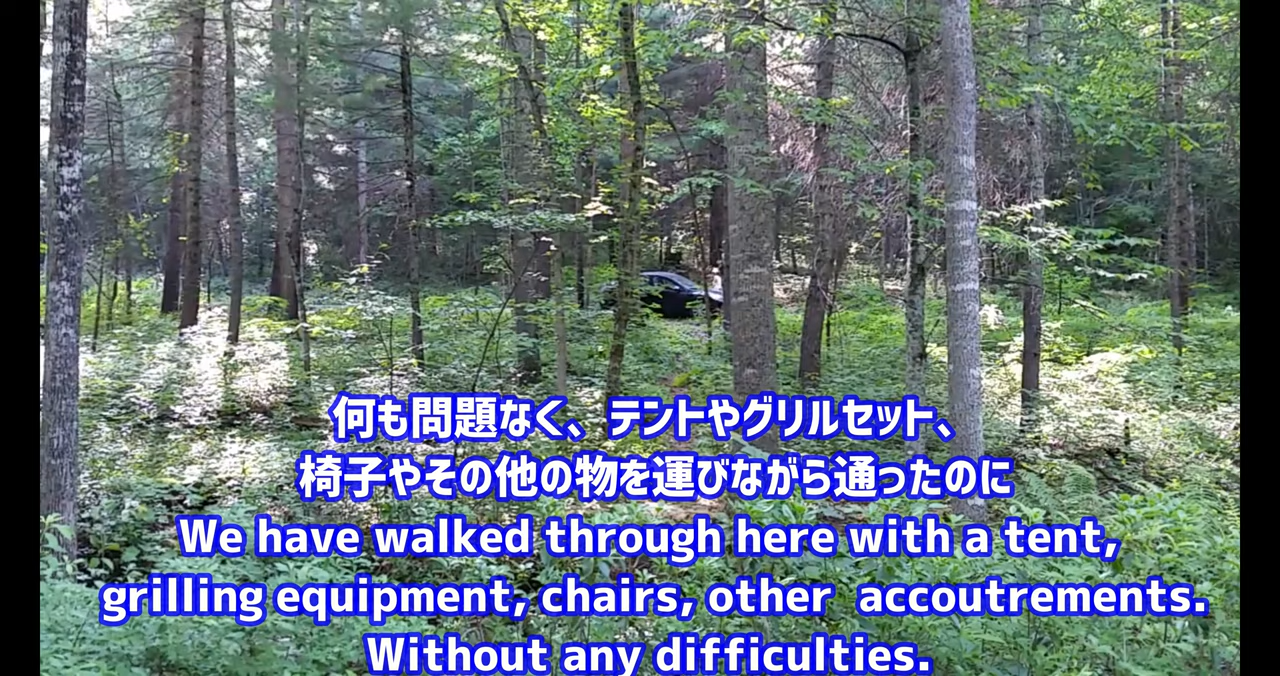 何も問題なく、テントやグリルセット、
椅子やその他の物を運びながら通ったのに
We have walked through here with a tent,
grilling equipment, chairs, other accoutrements.
Without any difficulties.